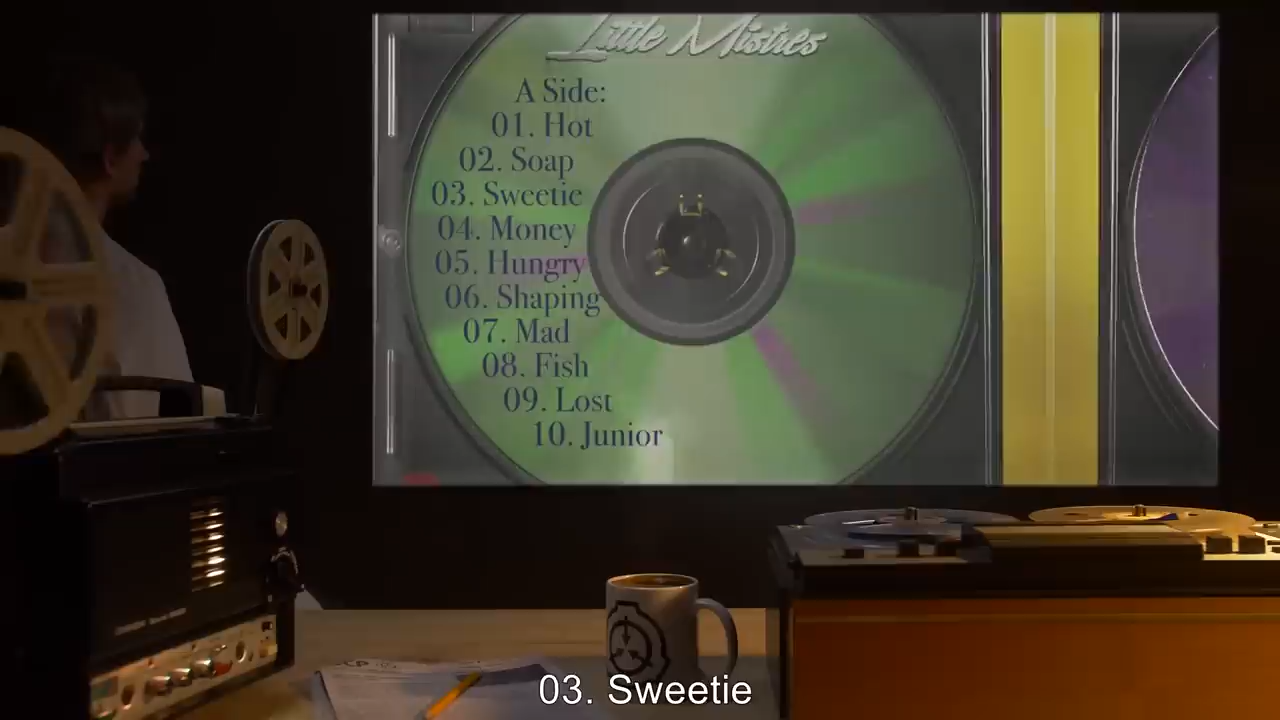 Little Mistres
A Side:
01. Hot
02. Soap
03. Sweetie
04. Money
05. Hungry
06. Shaping
07. Mad
08. Fish
09. Lost
10. Junior
03. Sweetie